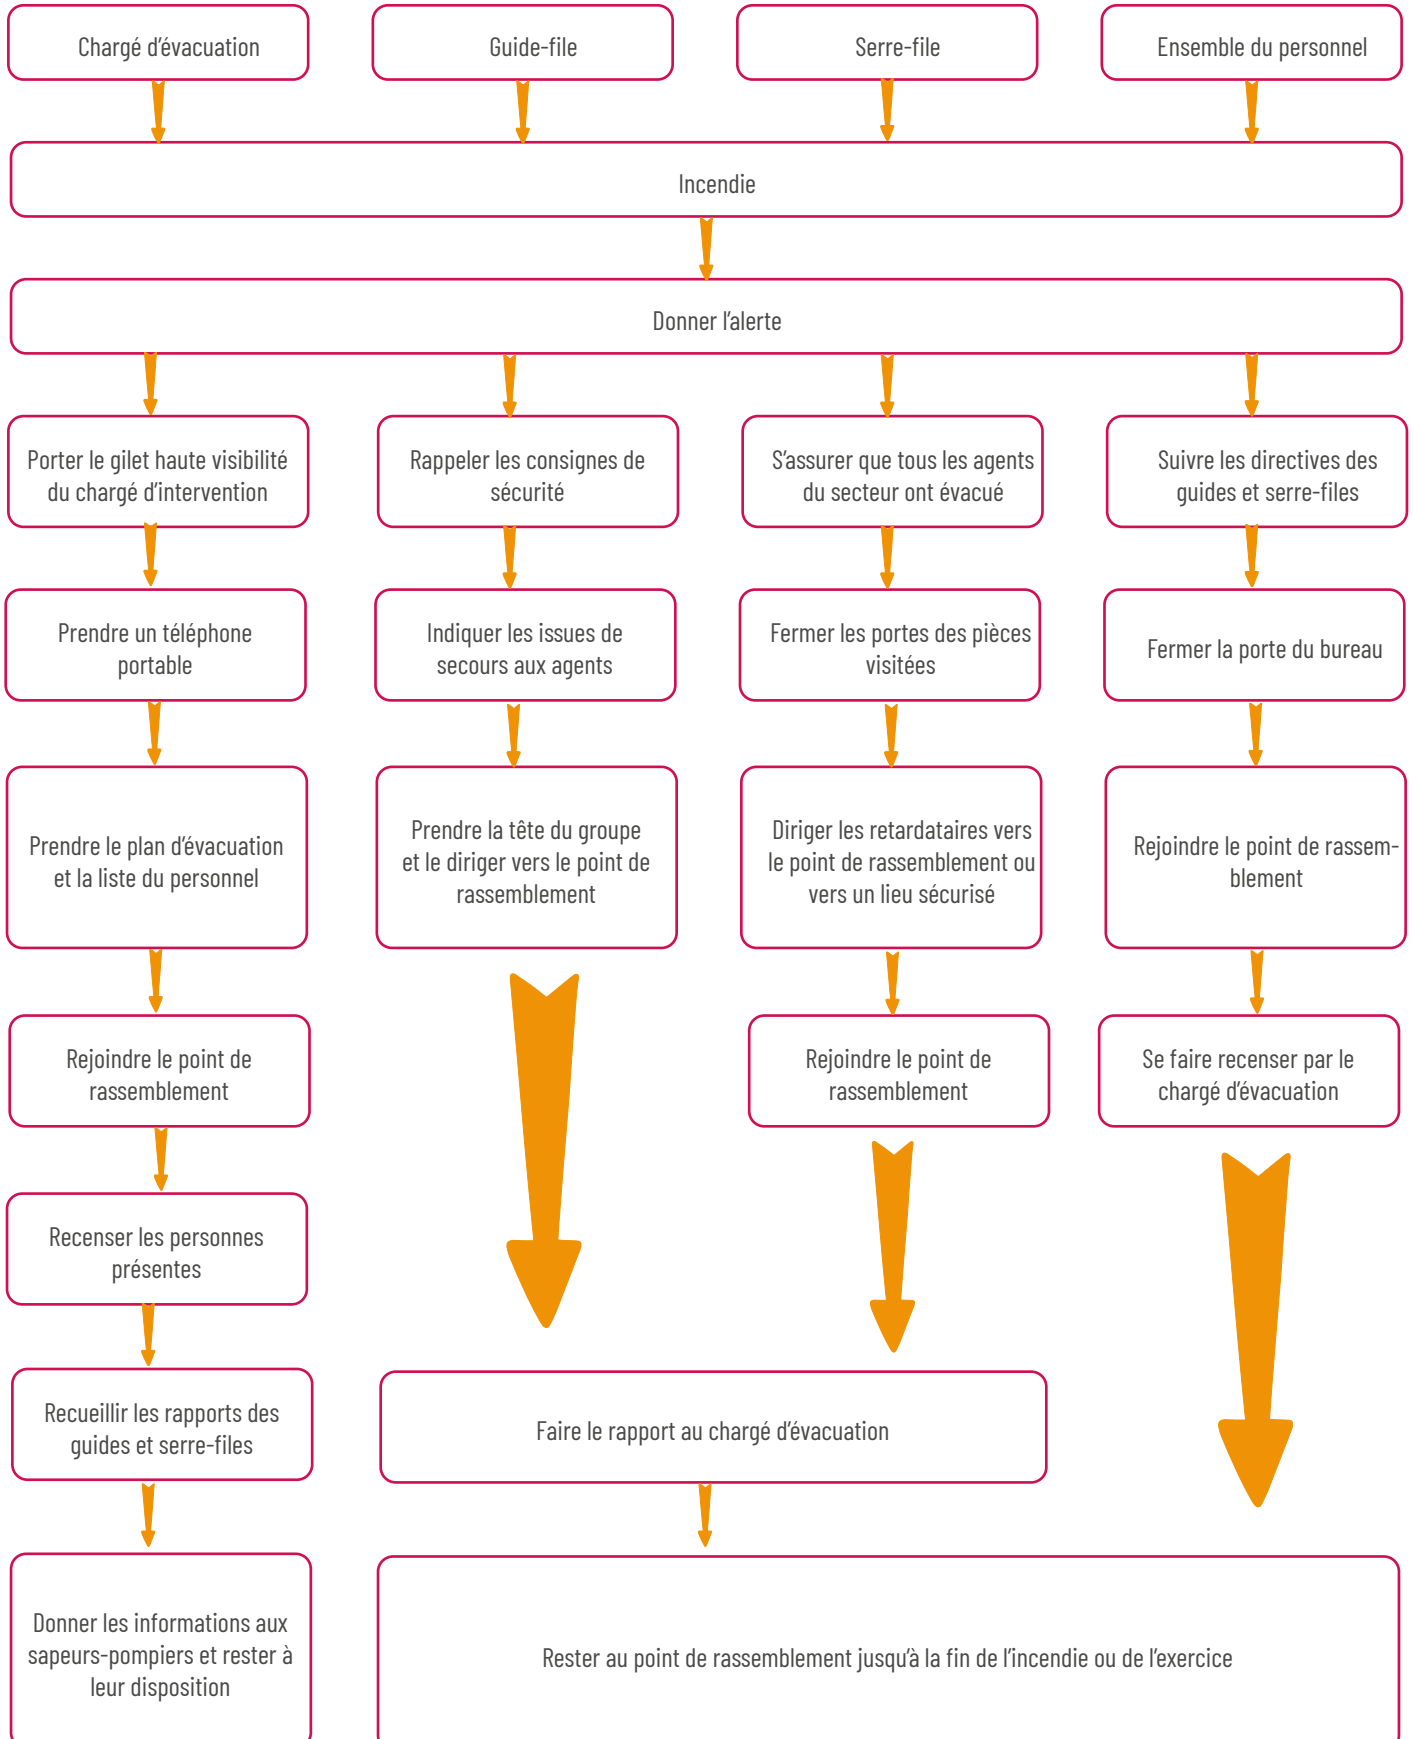 Chargé d'évacuation
Guide-file
Serre-file
Ensemble du personnel
Incendie
Donner l'alerte
Porter le gilet haute visibilité
du chargé d'intervention
Rappeler les consignes de
sécurité
S'assurer que tous les agents
du secteur ont évacué
Suivre les directives des
guides et serre-files
Prendre un téléphone
portable
Indiquer les issues de
secours aux agents
Fermer les portes des pièces
visitées
Fermer la porte du bureau
Prendre le plan d'évacuation
et la liste du personnel
Prendre la tête du groupe
et le diriger vers le point de
rassemblement
Diriger les retardataires vers
le point de rassemblement ou
vers un lieu sécurisé
Rejoindre le point de rassem-
blement
Rejoindre le point de
rassemblement
Rejoindre le point de
rassemblement
Se faire recenser par le
chargé d'évacuation
Recenser les personnes
présentes
Recueillir les rapports des
guides et serre-files
Faire le rapport au chargé d'évacuation
Donner les informations aux
sapeurs-pompiers et rester à
leur disposition
Rester au point de rassemblement jusqu'à la fin de l'incendie ou de l'exercice